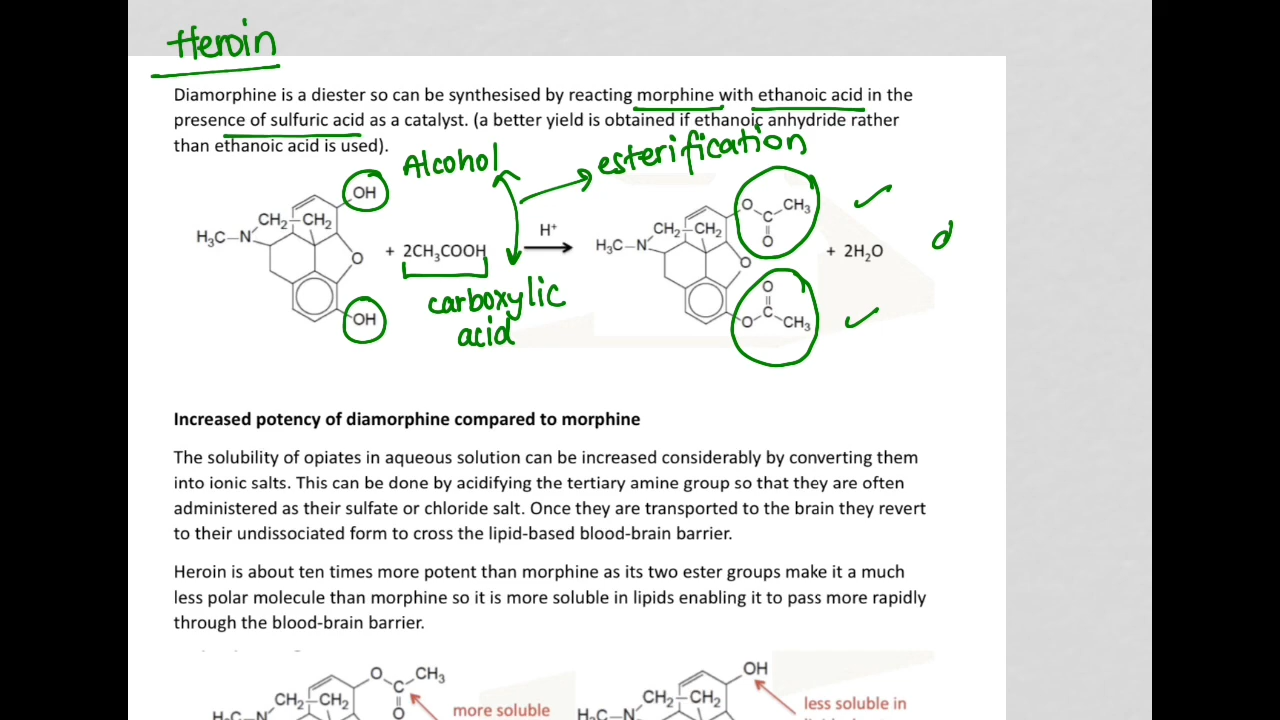 Heroin
Diamorphine is a diester so can be synthesised by reacting morphine with ethanoic acid in the
presence of sulfuric acid as a catalyst. (a better yield is obtained if ethanoic anhydride rather
than ethanoic acid is used).
Alcohol
esterification
OH
CH₂–CH₂
H₃C–N
O
OH
+ 2CH₃COOH
H⁺
carboxylic
acid
O
C
CH₃
O
CH₂–CH₂
H₃C–N
O
O
C
O
CH₃
+ 2H₂O
d
Increased potency of diamorphine compared to morphine
The solubility of opiates in aqueous solution can be increased considerably by converting them
into ionic salts. This can be done by acidifying the tertiary amine group so that they are often
administered as their sulfate or chloride salt. Once they are transported to the brain they revert
to their undissociated form to cross the lipid-based blood-brain barrier.
Heroin is about ten times more potent than morphine as its two ester groups make it a much
less polar molecule than morphine so it is more soluble in lipids enabling it to pass more rapidly
through the blood-brain barrier.
O
C
CH₃
O
CH₂–CH₂
H₃C–N
more soluble
OH
CH₂–CH₂
H₃C–N
less soluble in